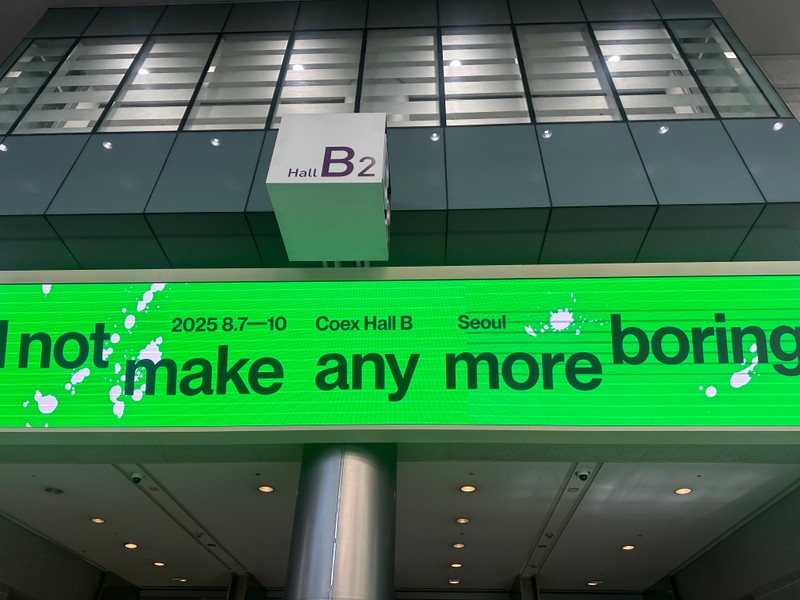 Hall B2
2025 8.7—10 Coex Hall B Seoul
not make any more boring